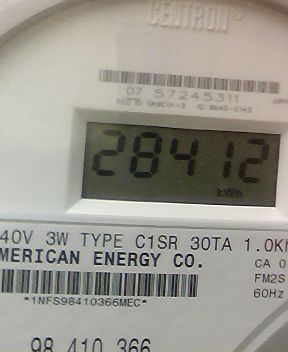 CENTRON®
07 57245311
28412
kWh
40V 3W TYPE C1SR 30TA 1.0K
MERICAN ENERGY CO.
CA 0
FM2S
60Hz
*1NFS98410366MEC*
98 410 366